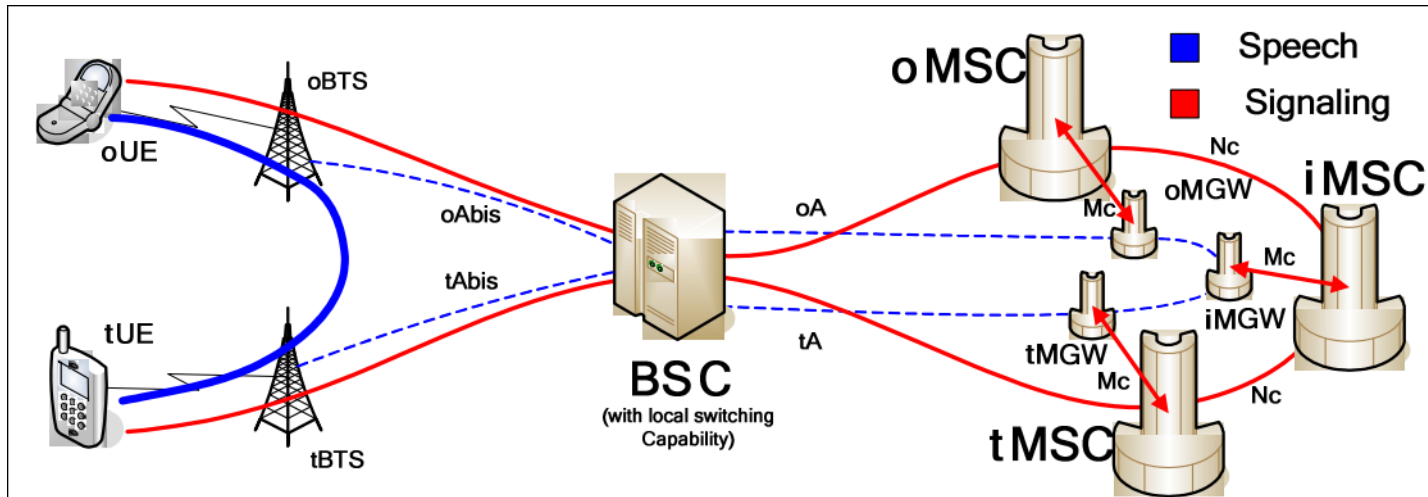 oMSC
Speech
Signaling
oBTS
oUE
Nc
oMGW
iMSC
oAbis
oA
Mc
Mc
tAbis
tUE
tA
tMGW
iMGW
BSC
(with local switching
Capability)
Mc
Nc
tMSC
tBTS